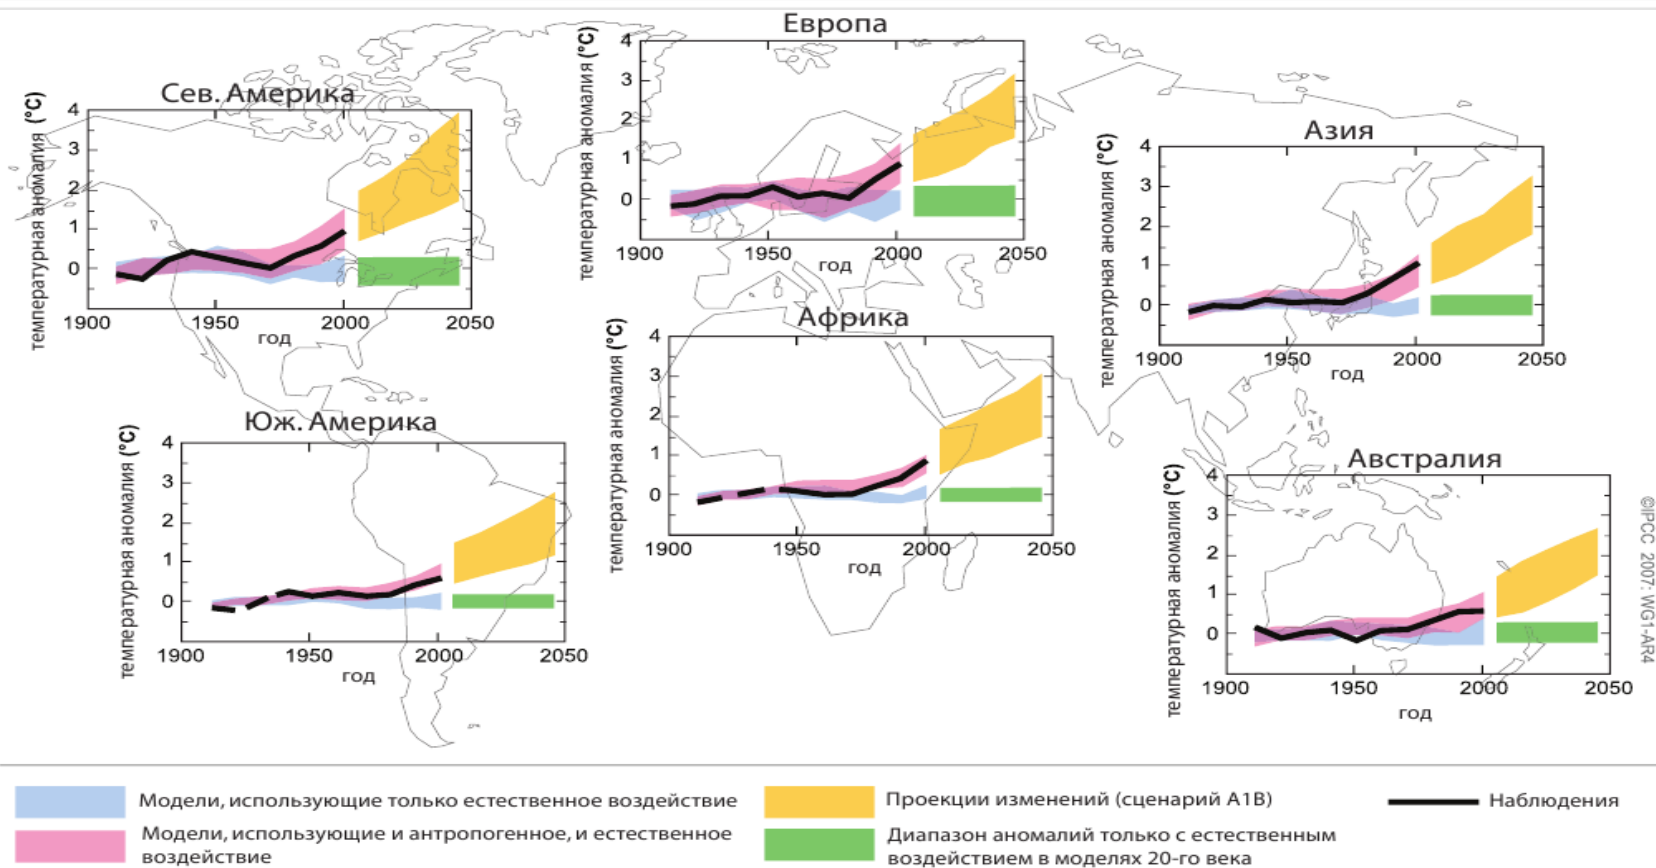 Сев. Америка
температурная аномалия (°C)
4
3
2
1
0
1900 1950 2000 2050
год
Европа
температурная аномалия (°C)
4
3
2
1
0
1900 1950 2000 2050
год
Азия
температурная аномалия (°C)
4
3
2
1
0
1900 1950 2000 2050
год
Юж. Америка
температурная аномалия (°C)
4
3
2
1
0
1900 1950 2000 2050
год
Африка
температурная аномалия (°C)
4
3
2
1
0
1900 1950 2000 2050
год
Австралия
температурная аномалия (°C)
4
3
2
1
0
1900 1950 2000 2050
год
©IPCC 2007: WG1-AR4
Модели, использующие только естественное воздействие
Модели, использующие и антропогенное, и естественное
воздействие
Проекции изменений (сценарий А1В)
Диапазон аномалий только с естественным
воздействием в моделях 20-го века
Наблюдения